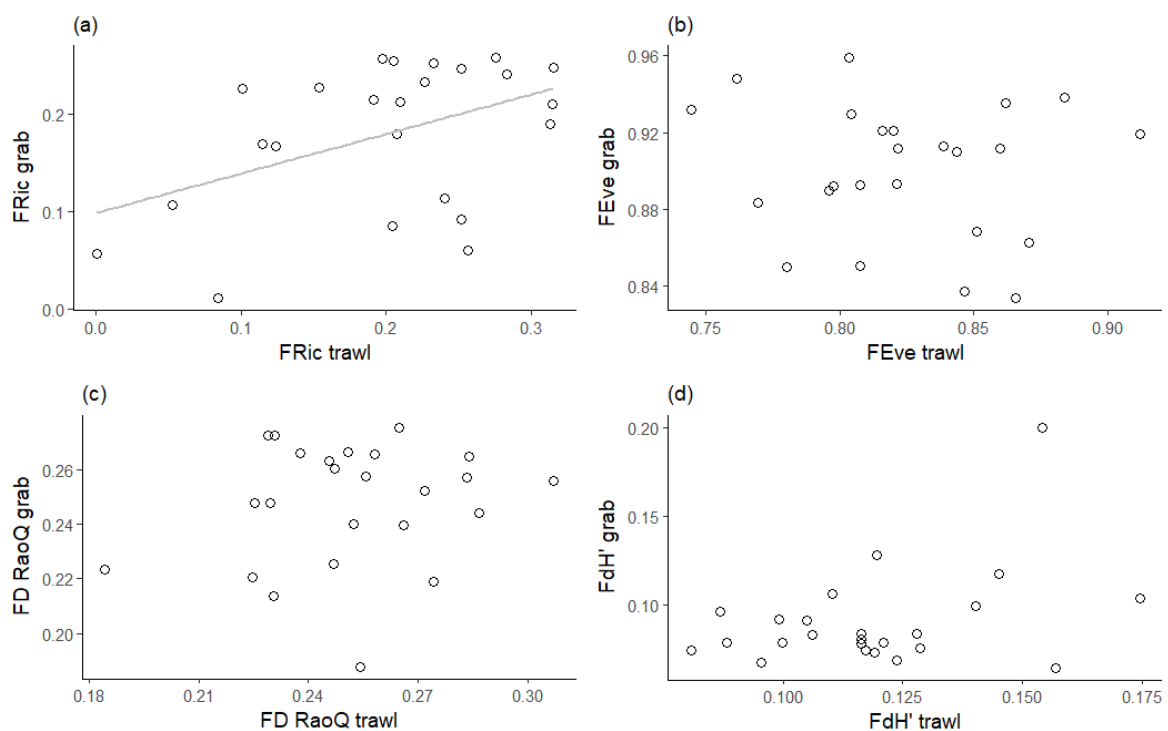 (a)
FRic grab
0.2
0.1
0.0
0.0 0.1 0.2 0.3
FRic trawl
(b)
FEve grab
0.96
0.92
0.88
0.84
0.75 0.80 0.85 0.90
FEve trawl
(c)
FD RaoQ grab
0.26
0.24
0.22
0.20
0.18 0.21 0.24 0.27 0.30
FD RaoQ trawl
(d)
FdH' grab
0.20
0.15
0.10
0.100 0.125 0.150 0.175
FdH' trawl